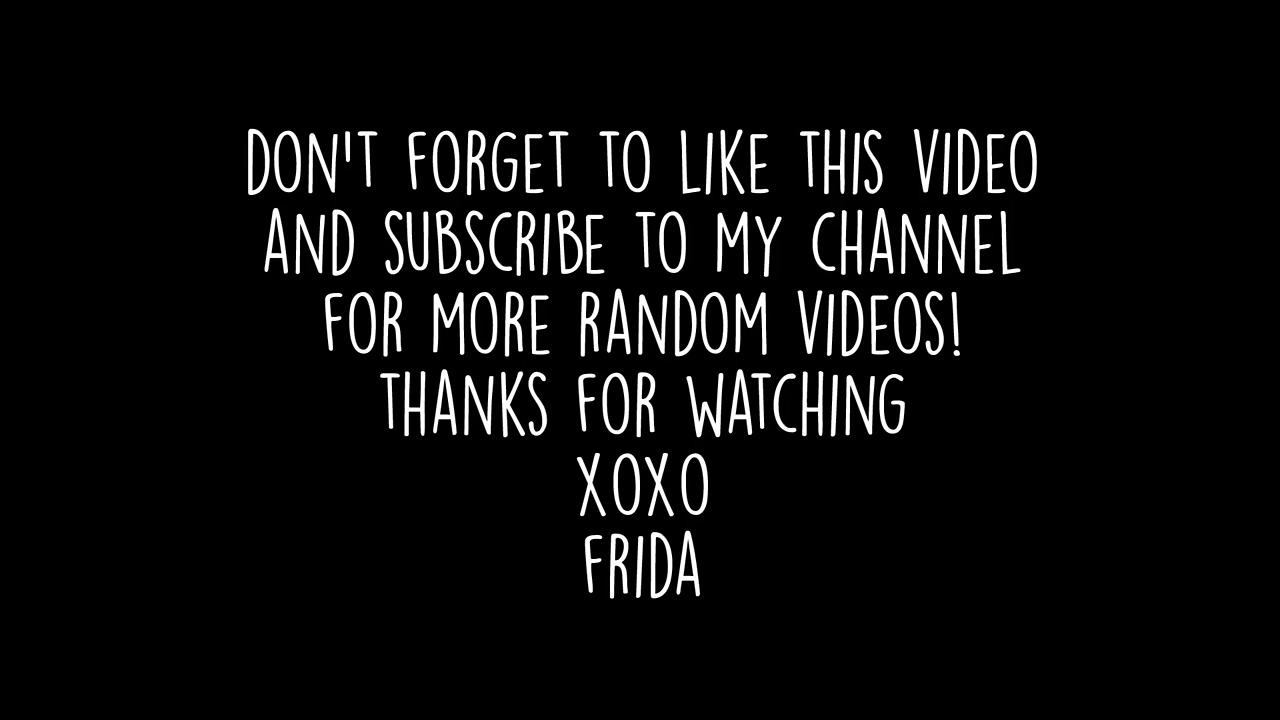 DON'T FORGET TO LIKE THIS VIDEO
AND SUBSCRIBE TO MY CHANNEL
FOR MORE RANDOM VIDEOS!
THANKS FOR WATCHING
XOXO
FRIDA